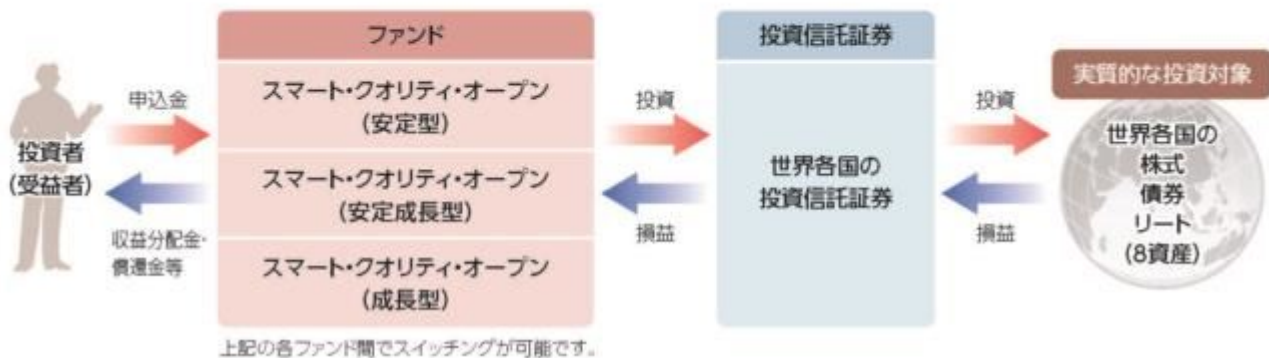 ファンド
投資信託証券
実質的な投資対象
申込金
投資者
(受益者)
収益分配金・
償還金等
スマート・クオリティ・オープン
(安定型)
スマート・クオリティ・オープン
(安定成長型)
スマート・クオリティ・オープン
(成長型)
投資
損益
世界各国の
投資信託証券
投資
損益
世界各国の
株式
債券
リート
(8資産)
上記の各ファンド間でスイッチングが可能です。